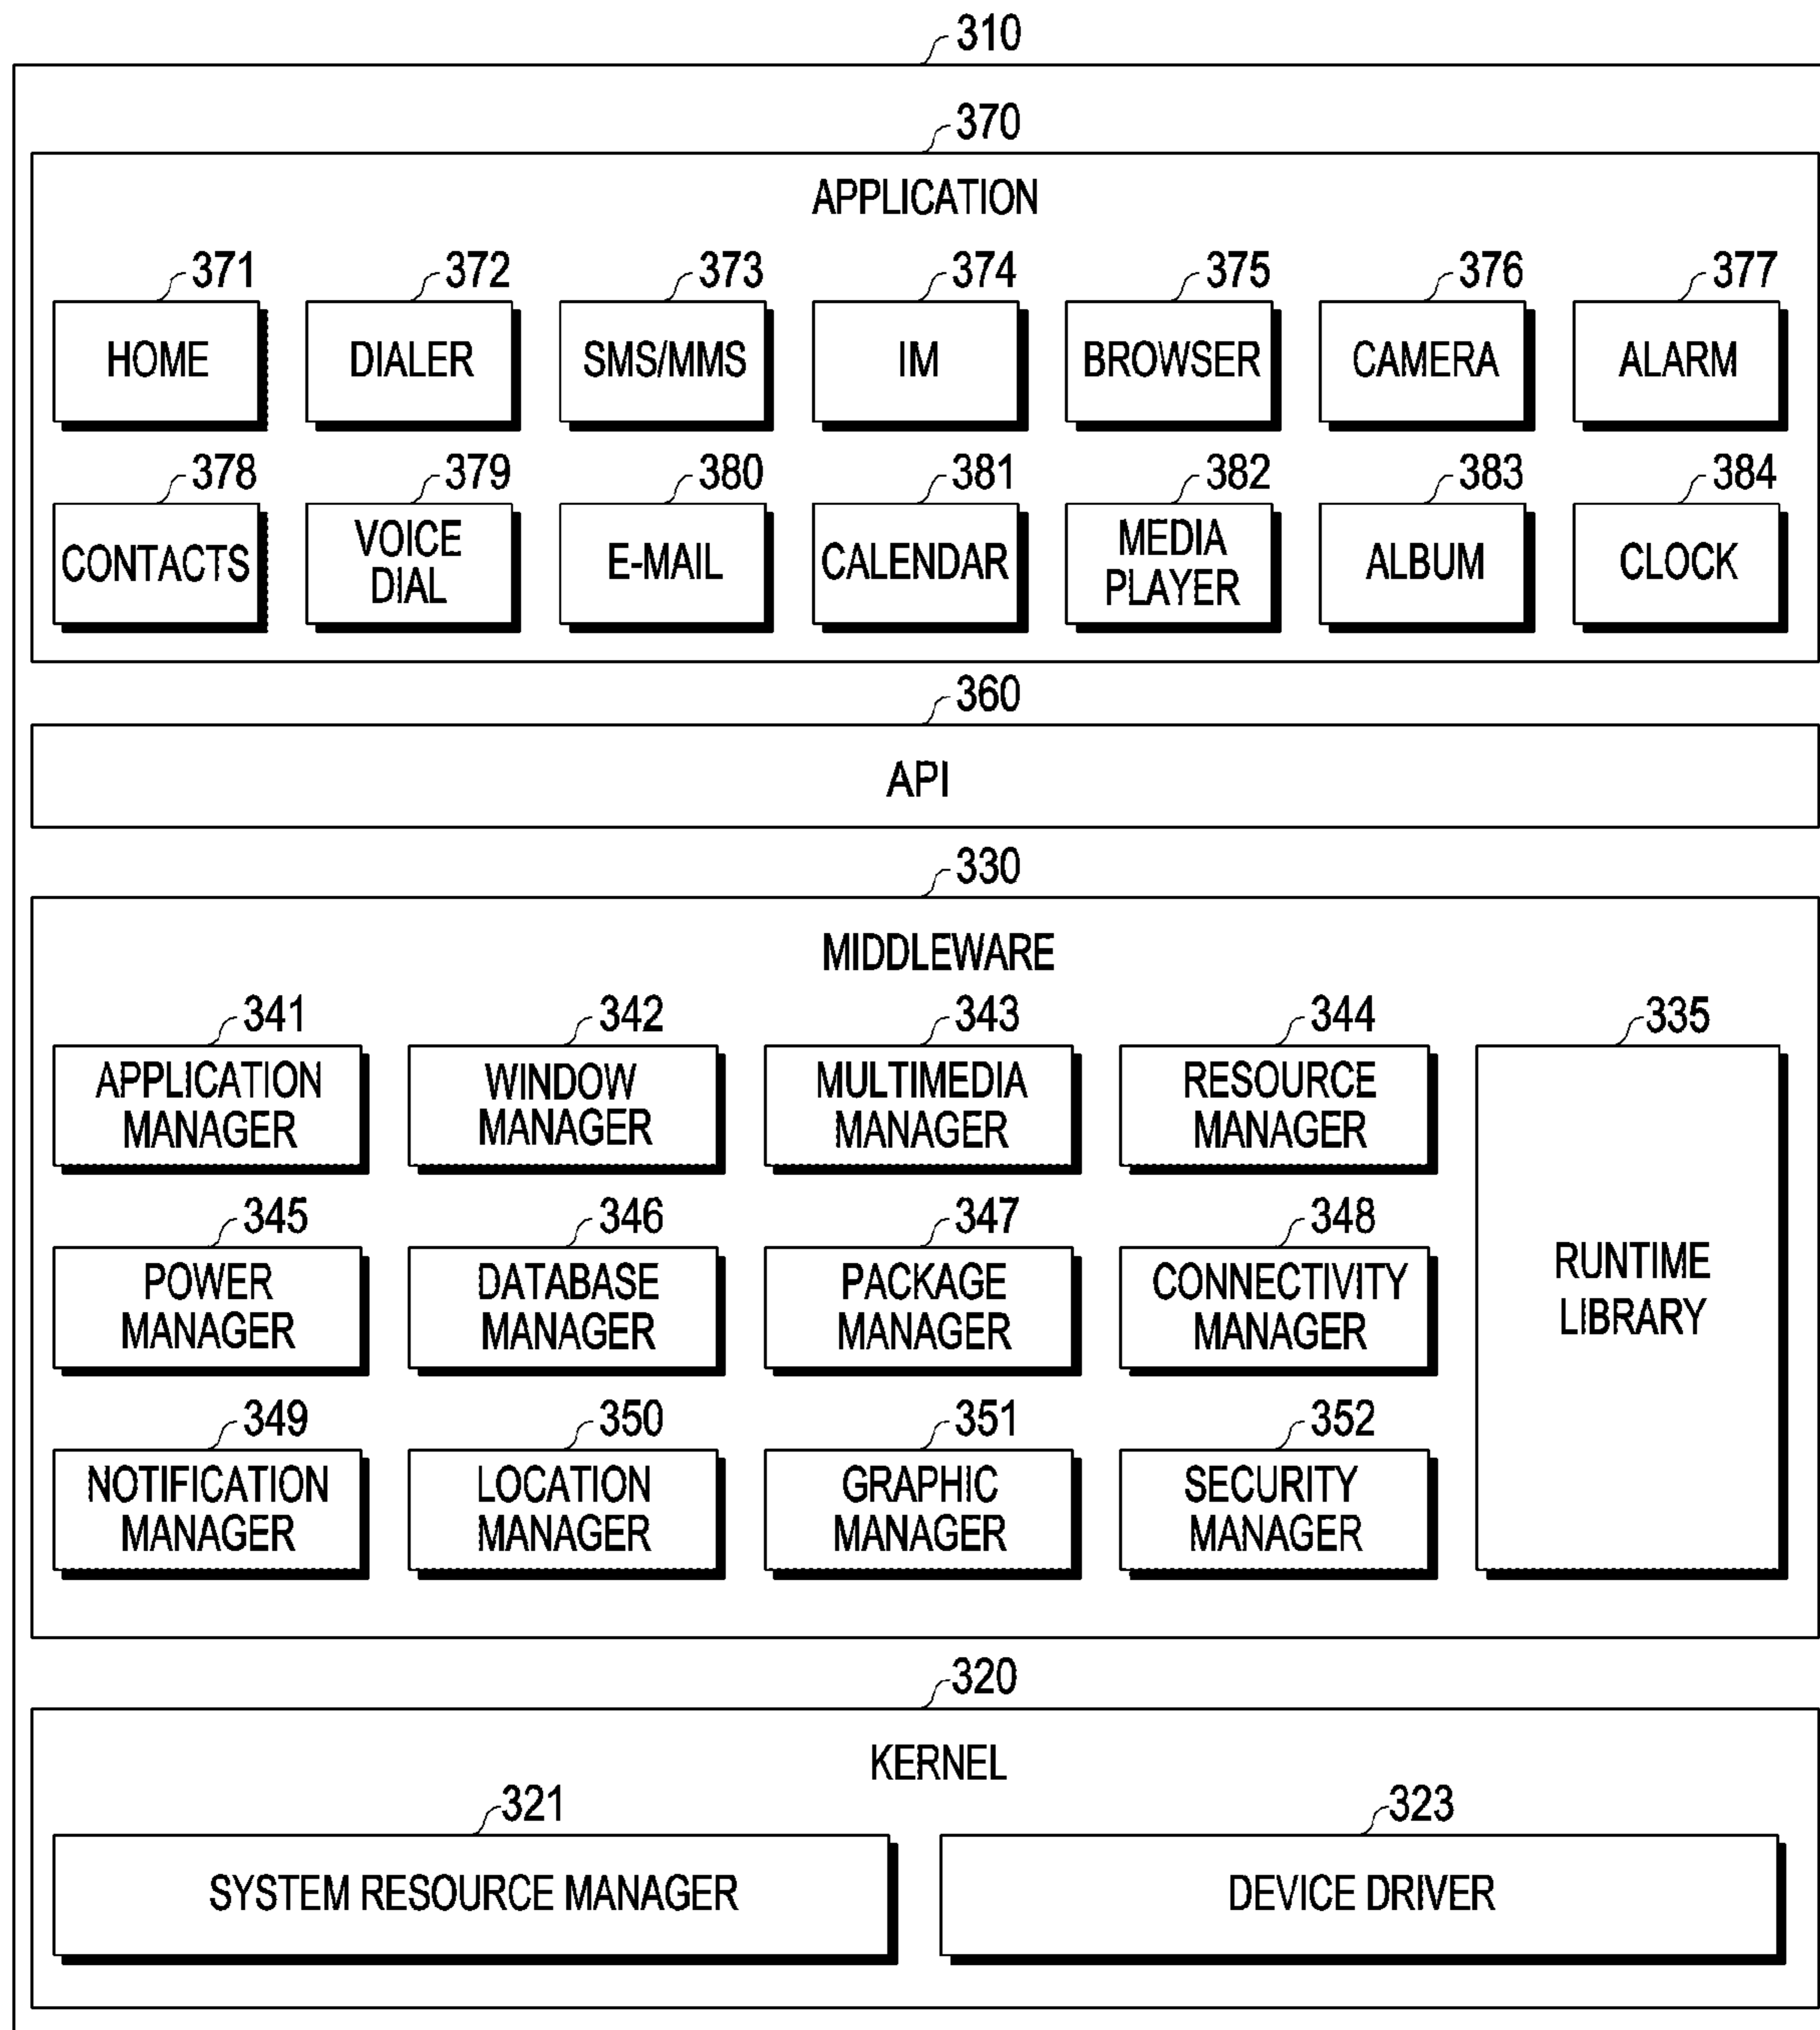 310
370
APPLICATION
371 372 373 374 375 376 377
HOME DIALER SMS/MMS IM BROWSER CAMERA ALARM
378 379 380 381 382 383 384
CONTACTS VOICE DIAL E-MAIL CALENDAR MEDIA PLAYER ALBUM CLOCK
360
API
330
MIDDLEWARE
341 342 343 344 335
APPLICATION MANAGER WINDOW MANAGER MULTIMEDIA MANAGER RESOURCE MANAGER
345 346 347 348
POWER MANAGER DATABASE MANAGER PACKAGE MANAGER CONNECTIVITY MANAGER RUNTIME LIBRARY
349 350 351 352
NOTIFICATION MANAGER LOCATION MANAGER GRAPHIC MANAGER SECURITY MANAGER
320
KERNEL
321 323
SYSTEM RESOURCE MANAGER DEVICE DRIVER